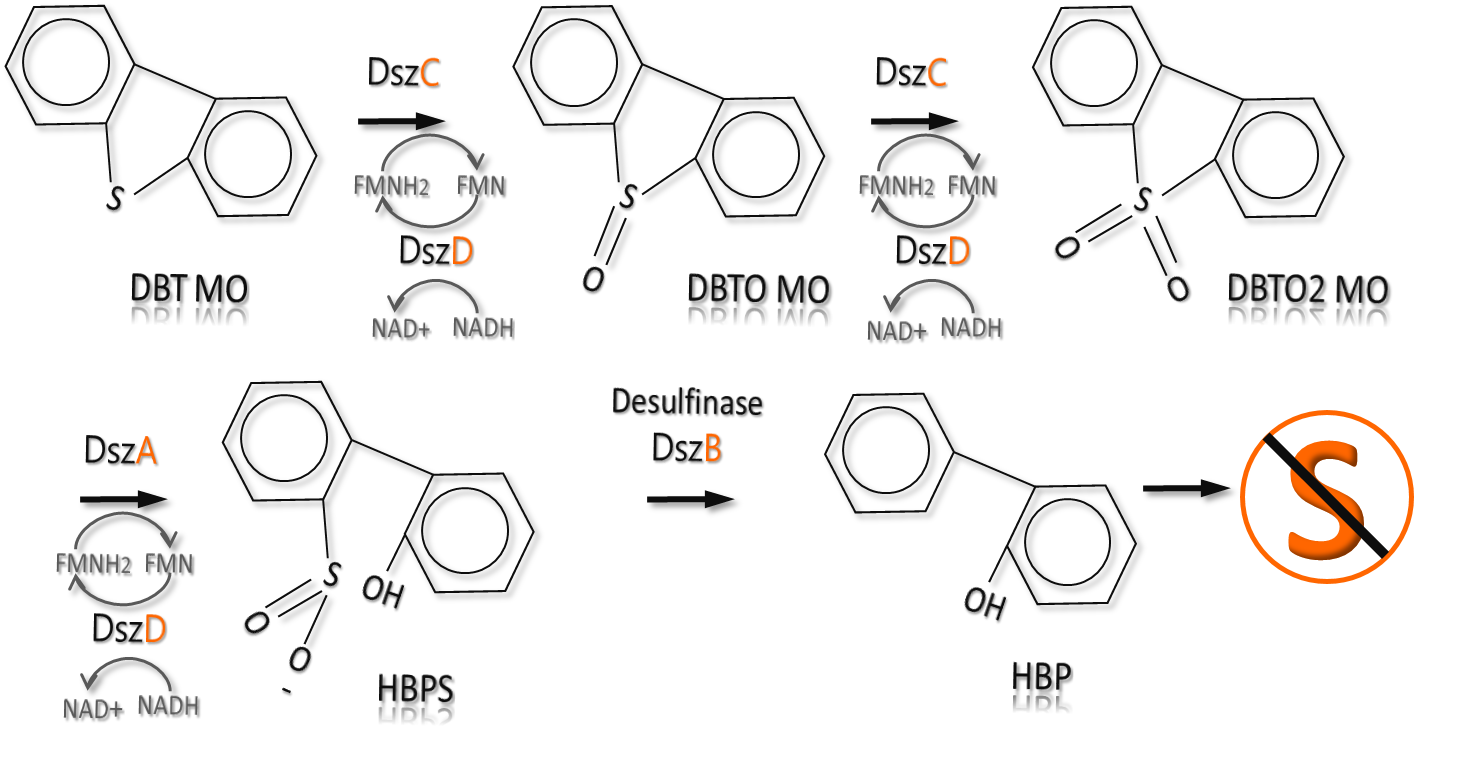 DszC
DszC
FMNH2 FMN
FMNH2 FMN
S
S
S
DszD
DszD
O
O
O
DBT MO
DBTO MO
DBTO2 MO
NAD+ NADH
NAD+ NADH
Desulfinase
DszA
DszB
S
FMNH2 FMN
S
OH
OH
O
DszD
O
-
HBPS
HBP
NAD+ NADH